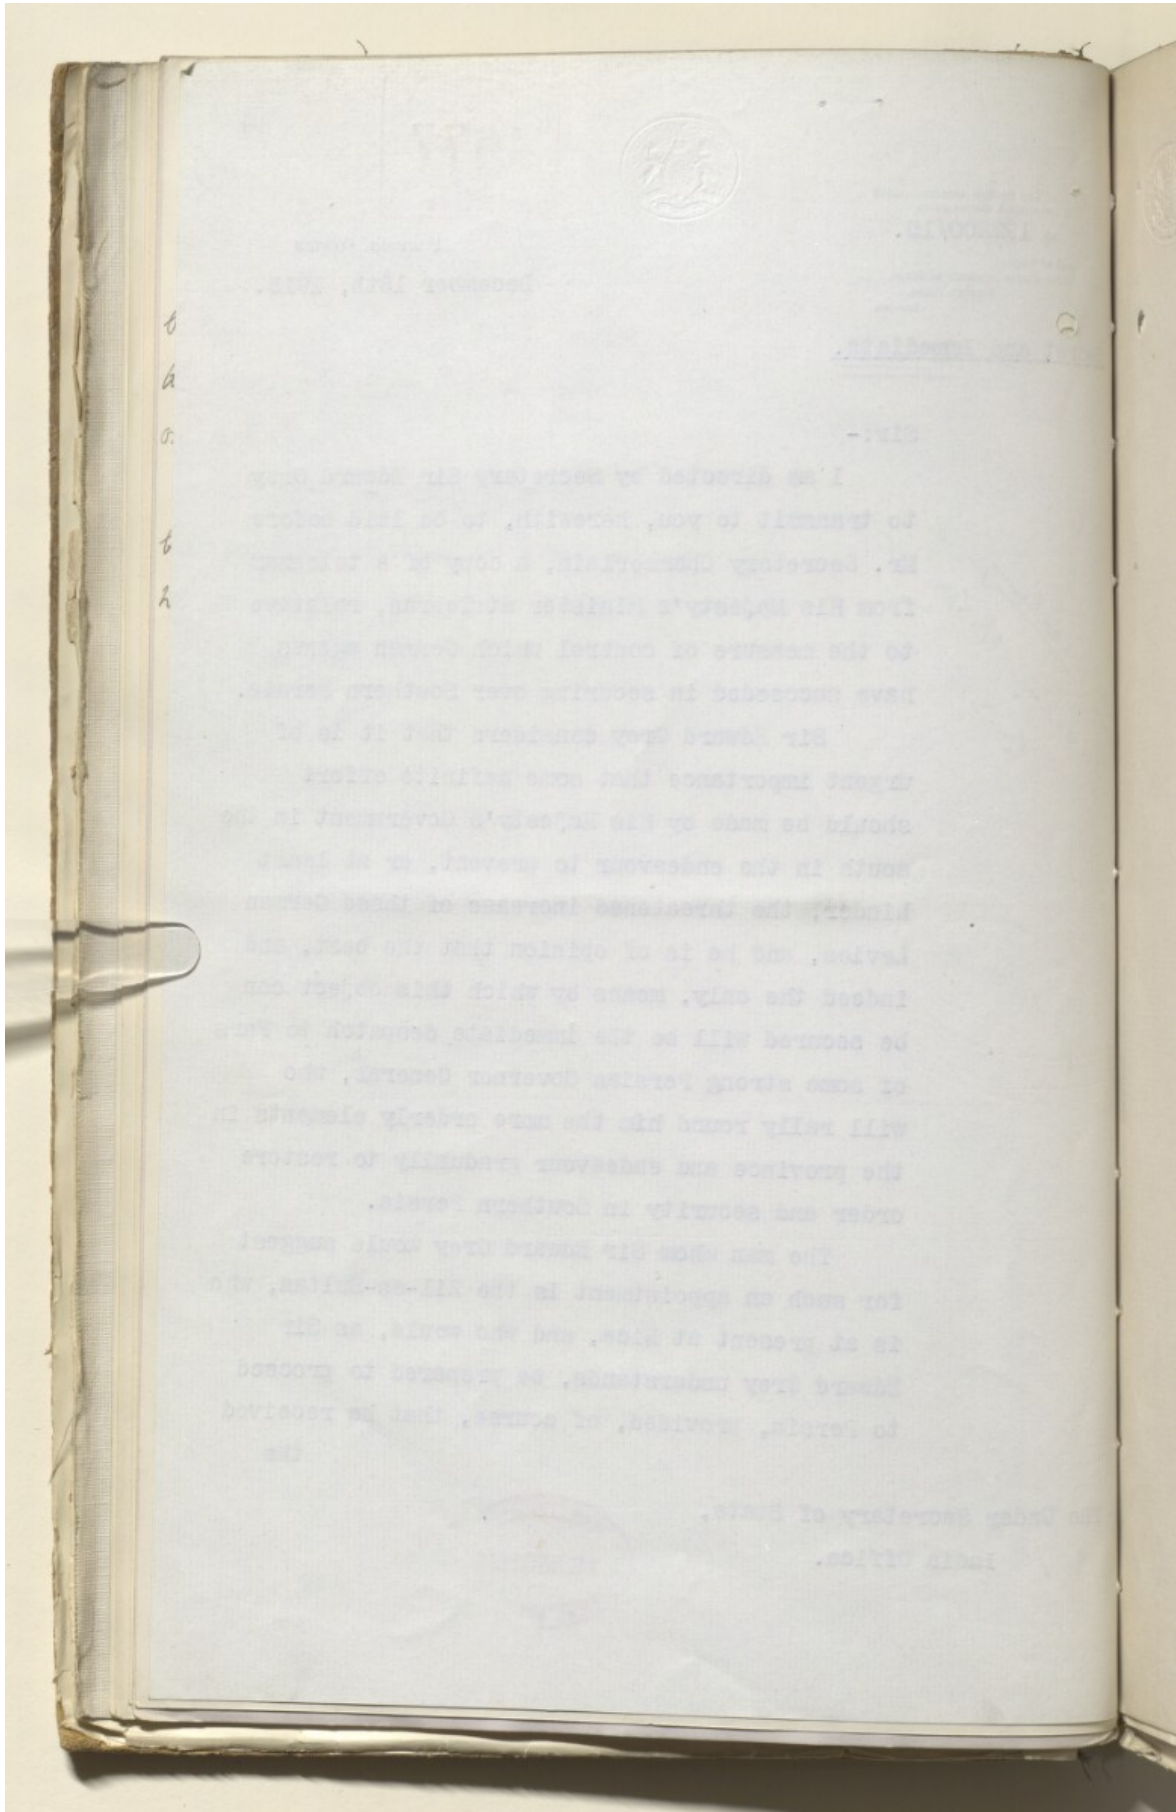 FOREIGN OFFICE
December 18th, 1915.
and Immediate.
Sir:-
I am directed by Secretary Sir Edward Grey
to transmit to you, herewith, to be laid before
Mr. Secretary Chamberlain, a copy of a telegram
from His Majesty's Minister at Tehran, relative
to the measure of control which German
have succeeded in securing over Southern Persia.
Sir Edward Grey considers that it is of
urgent importance that some definite effort
should be made by His Majesty's Government in the
south in the endeavour to prevent, or at least
hinder, the threatened increase of these German
Levies, and he is of opinion that the best, and
indeed the only, means by which this object can
be secured will be the immediate despatch to Fars
of some strong Persian Governor General, who
will rally round him the more orderly elements in
the province and endeavour gradually to restore
order and security in Southern Persia.
The man whom Sir Edward Grey would suggest
for such an appointment is the Zil-es-Sultan, who
is at present at Nice, and who would, as Sir
Edward Grey understands, be prepared to proceed
to Persia, provided, of course, that he received
the
The Under Secretary of State,
India Office.